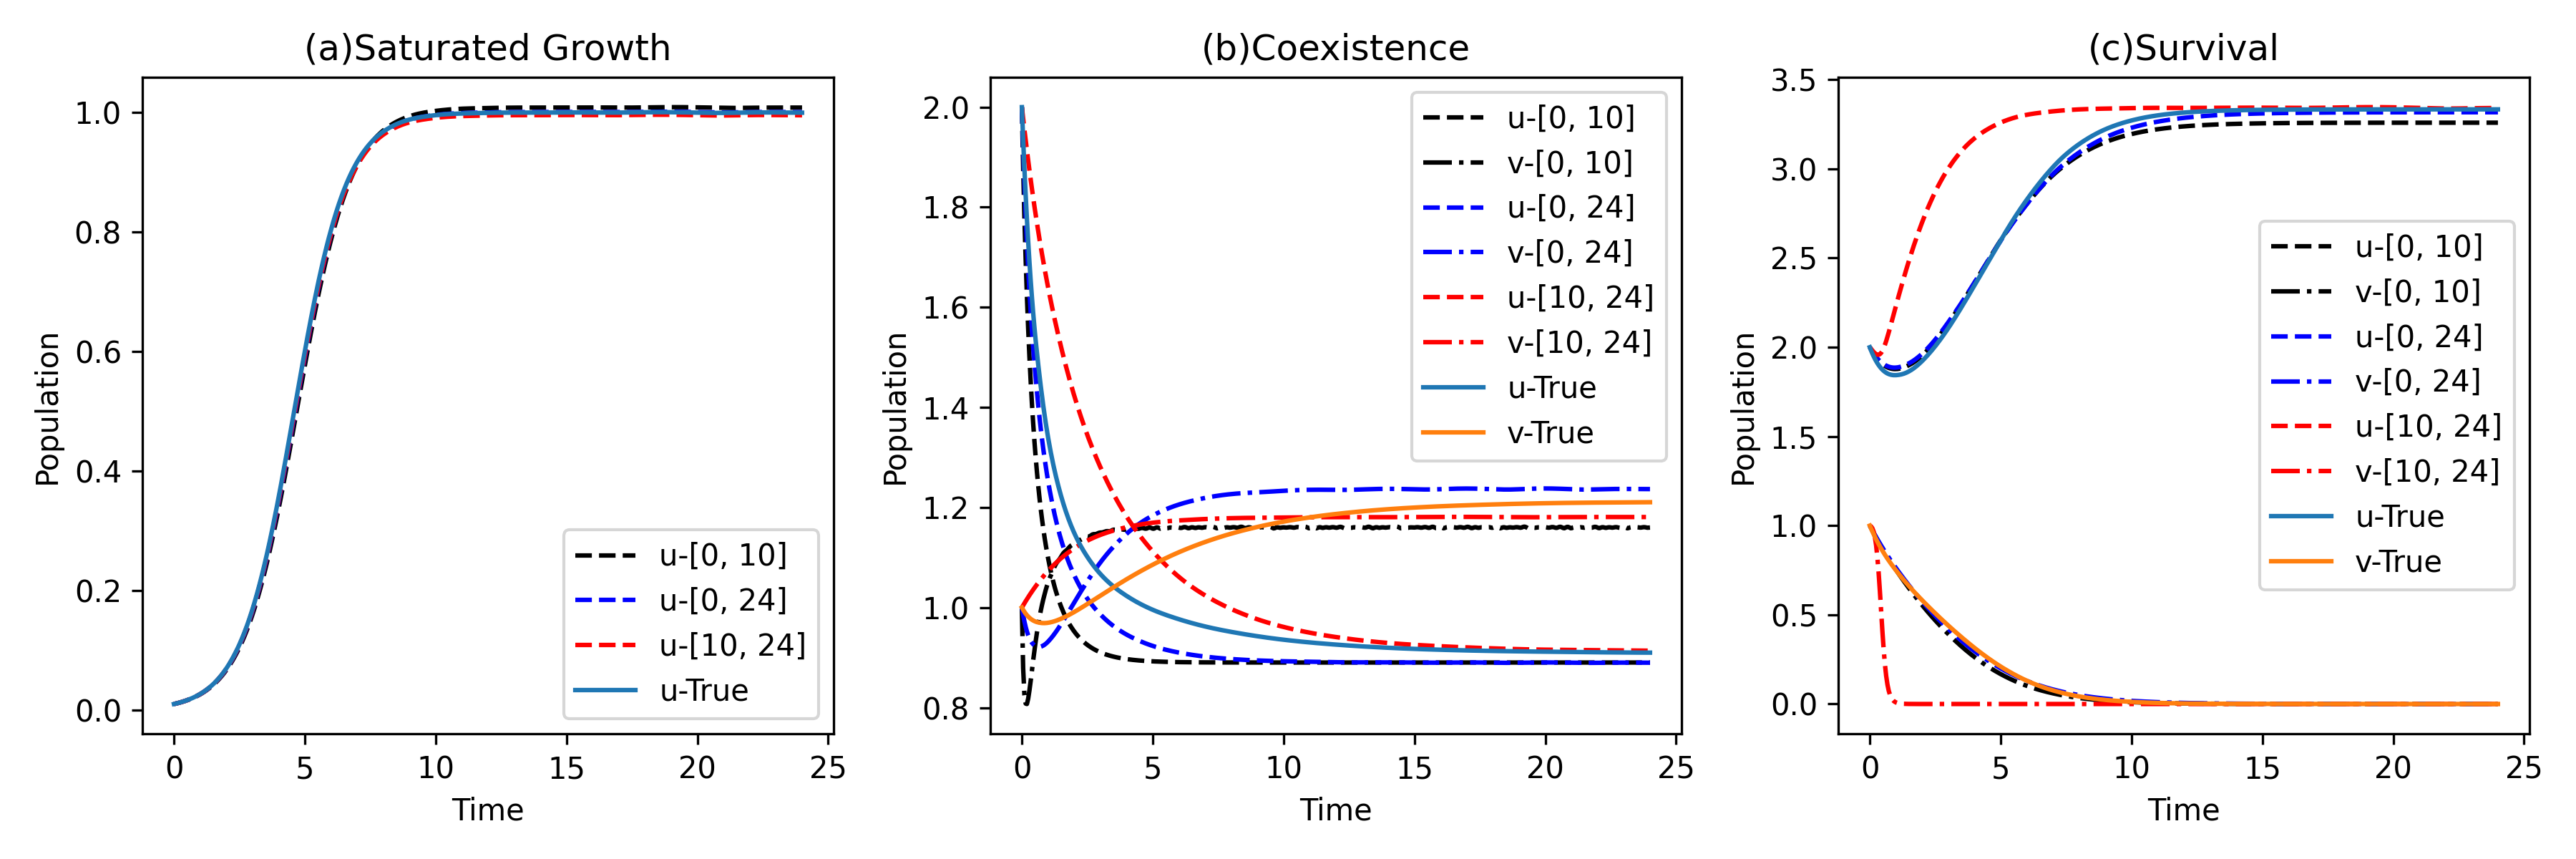 (a)Saturated Growth
Population
1.0
0.8
0.6
0.4
0.2
0.0
0
5
10
15
20
25
Time
u-[0, 10]
u-[0, 24]
u-[10, 24]
u-True
(b)Coexistence
Population
2.0
1.8
1.6
1.4
1.2
1.0
0.8
0
5
10
15
20
25
Time
u-[0, 10]
v-[0, 10]
u-[0, 24]
v-[0, 24]
u-[10, 24]
v-[10, 24]
u-True
v-True
(c)Survival
Population
3.5
3.0
2.5
2.0
1.5
1.0
0.5
0.0
0
5
10
15
20
25
Time
u-[0, 10]
v-[0, 10]
u-[0, 24]
v-[0, 24]
u-[10, 24]
v-[10, 24]
u-True
v-True